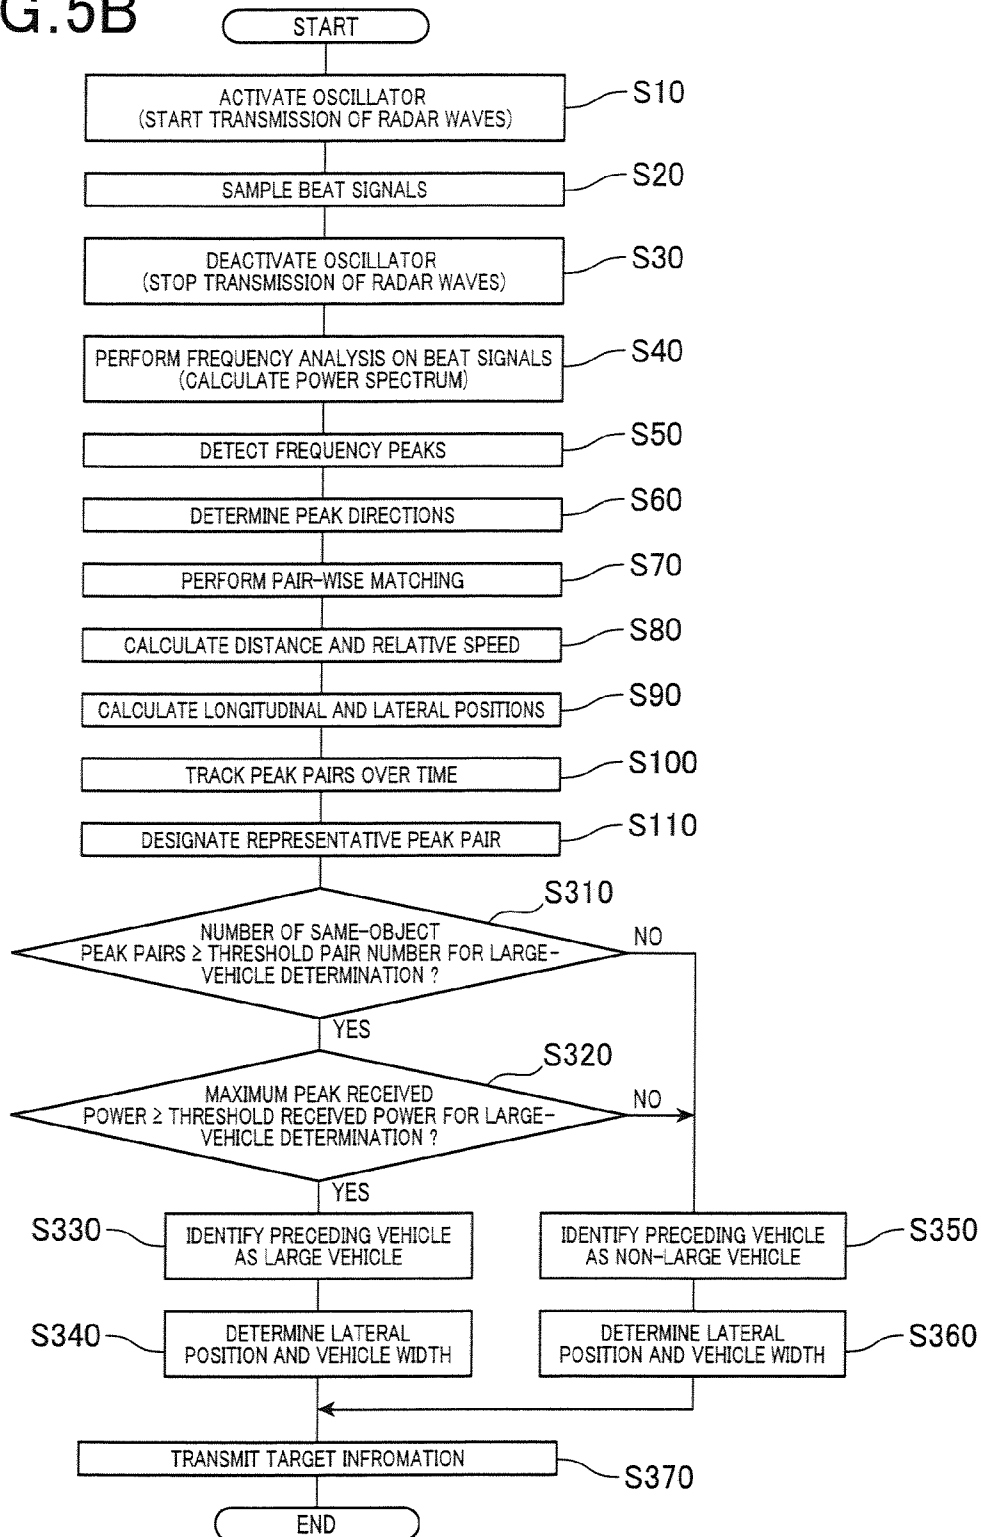 G.5B
START
ACTIVATE OSCILLATOR
(START TRANSMISSION OF RADAR WAVES)
S10
SAMPLE BEAT SIGNALS
S20
DEACTIVATE OSCILLATOR
(STOP TRANSMISSION OF RADAR WAVES)
S30
PERFORM FREQUENCY ANALYSIS ON BEAT SIGNALS
(CALCULATE POWER SPECTRUM)
S40
DETECT FREQUENCY PEAKS
S50
DETERMINE PEAK DIRECTIONS
S60
PERFORM PAIR-WISE MATCHING
S70
CALCULATE DISTANCE AND RELATIVE SPEED
S80
CALCULATE LONGITUDINAL AND LATERAL POSITIONS
S90
TRACK PEAK PAIRS OVER TIME
S100
DESIGNATE REPRESENTATIVE PEAK PAIR
S110
S310
NUMBER OF SAME-OBJECT
PEAK PAIRS ≥ THRESHOLD PAIR NUMBER FOR LARGE-
VEHICLE DETERMINATION ?
NO
YES
S320
MAXIMUM PEAK RECEIVED
POWER ≥ THRESHOLD RECEIVED POWER FOR LARGE-
VEHICLE DETERMINATION ?
NO
YES
S330
IDENTIFY PRECEDING VEHICLE
AS LARGE VEHICLE
IDENTIFY PRECEDING VEHICLE
AS NON-LARGE VEHICLE
S350
S340
DETERMINE LATERAL
POSITION AND VEHICLE WIDTH
DETERMINE LATERAL
POSITION AND VEHICLE WIDTH
S360
TRANSMIT TARGET INFROMATION
S370
END